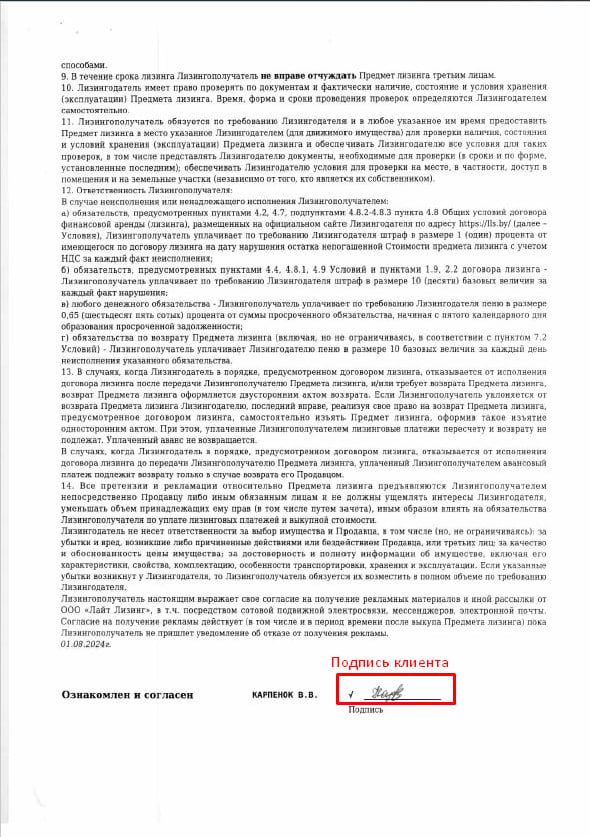 способами.
9. В течение срока лизинга Лизингополучатель не вправе отчуждать Предмет лизинга третьим лицам.
10. Лизингодатель имеет право проверять по документам и фактически наличие, состояние и условия хранения
(эксплуатации) Предмета лизинга. Время, форма и сроки проведения проверок определяются Лизингодателем
самостоятельно.
11. Лизингополучатель обязуется по требованию Лизингодателя и в любое указанное им время предоставить
Предмет лизинга в место указанное Лизингодателем (для движимого имущества) для проверки наличия, состояния
и условий хранения (эксплуатации) Предмета лизинга и обеспечивать Лизингодателю все условия для таких
проверок, в том числе представлять Лизингодателю документы, необходимые для проверки (в сроки и по форме,
установленные последним); обеспечивать Лизингодателю условия для проверки на месте, в частности, доступ в
помещения и на земельные участки (независимо от того, кто является их собственником).
12. Ответственность Лизингополучателя:
В случае неисполнения или ненадлежащего исполнения Лизингополучателем:
а) обязательств, предусмотренных пунктами 4.2, 4.7, подпунктами 4.8.2-4.8.3 пункта 4.8 Общих условий договора
финансовой аренды (лизинга), размещенных на официальном сайте Лизингодателя по адресу https://lls.by/ (далее –
Условия), Лизингополучатель уплачивает по требованию Лизингодателя штраф в размере 1 (один) процента от
имеющегося по договору лизинга на дату нарушения остатка непогашенной Стоимости предмета лизинга с учетом
НДС за каждый факт неисполнения;
б) обязательств, предусмотренных пунктами 4.4, 4.8.1, 4.9 Условий и пунктами 1.9, 2.2 договора лизинга -
Лизингополучатель уплачивает по требованию Лизингодателя штраф в размере 10 (десяти) базовых величин за
каждый факт нарушения;
в) любого денежного обязательства - Лизингополучатель уплачивает по требованию Лизингодателя пеню в размере
0,65 (шестьдесят пять сотых) процента от суммы просроченного обязательства, начиная с пятого календарного дня
образования просроченной задолженности;
г) обязательства по возврату Предмета лизинга (включая, но не ограничиваясь, в соответствии с пунктом 7.2
Условий) - Лизингополучатель уплачивает Лизингодателю пеню в размере 10 базовых величин за каждый день
неисполнения указанного обязательства.
13. В случаях, когда Лизингодатель в порядке, предусмотренном договором лизинга, отказывается от исполнения
договора лизинга после передачи Лизингополучателю Предмета лизинга, и/или требует возврата Предмета лизинга,
возврат Предмета лизинга оформляется двусторонним актом возврата. Если Лизингополучатель уклоняется от
возврата Предмета лизинга Лизингодателю, последний вправе, реализуя свое право на возврат Предмета лизинга,
предусмотренное договором лизинга, самостоятельно изъять Предмет лизинга, оформив такое изъятие
односторонним актом. При этом, уплаченные Лизингополучателем лизинговые платежи пересчету и возврату не
подлежат. Уплаченный аванс не возвращается.
В случаях, когда Лизингодатель в порядке, предусмотренном договором лизинга, отказывается от исполнения
договора лизинга до передачи Лизингополучателю Предмета лизинга, уплаченный Лизингополучателем авансовый
платеж подлежит возврату только в случае возврата его Продавцом.
14. Все претензии и рекламации относительно Предмета лизинга предъявляются Лизингополучателем
непосредственно Продавцу либо иным обязанным лицам и не должны ущемлять интересы Лизингодателя,
уменьшать объем принадлежащих ему прав (в том числе путем зачета), иным образом влиять на обязательства
Лизингополучателя по уплате лизинговых платежей и выкупной стоимости.
Лизингодатель не несет ответственности за выбор имущества и Продавца, в том числе (но, не ограничиваясь): за
убытки и вред, возникшие либо причиненные действиями или бездействием Продавца, или третьих лиц; за качество
и обоснованность цены имущества; за достоверность и полноту информации об имуществе, включая его
характеристики, свойства, комплектацию, особенности транспортировки, хранения и эксплуатации. Если указанные
убытки возникнут у Лизингодателя, то Лизингополучатель обязуется их возместить в полном объеме по требованию
Лизингодателя,
Лизингополучатель настоящим выражает свое согласие на получение рекламных материалов и иной рассылки от
ООО «Лайт Лизинг», в т.ч. посредством сотовой подвижной электросвязи, мессенджеров, электронной почты.
Согласие на получение рекламы действует (в том числе и в период времени после выкупа Предмета лизинга) пока
Лизингополучатель не пришлет уведомление об отказе от получения рекламы.
01.08.2024г.
Подпись клиента
Ознакомлен и согласен КАРПЕНОК В.В. √
Подпись